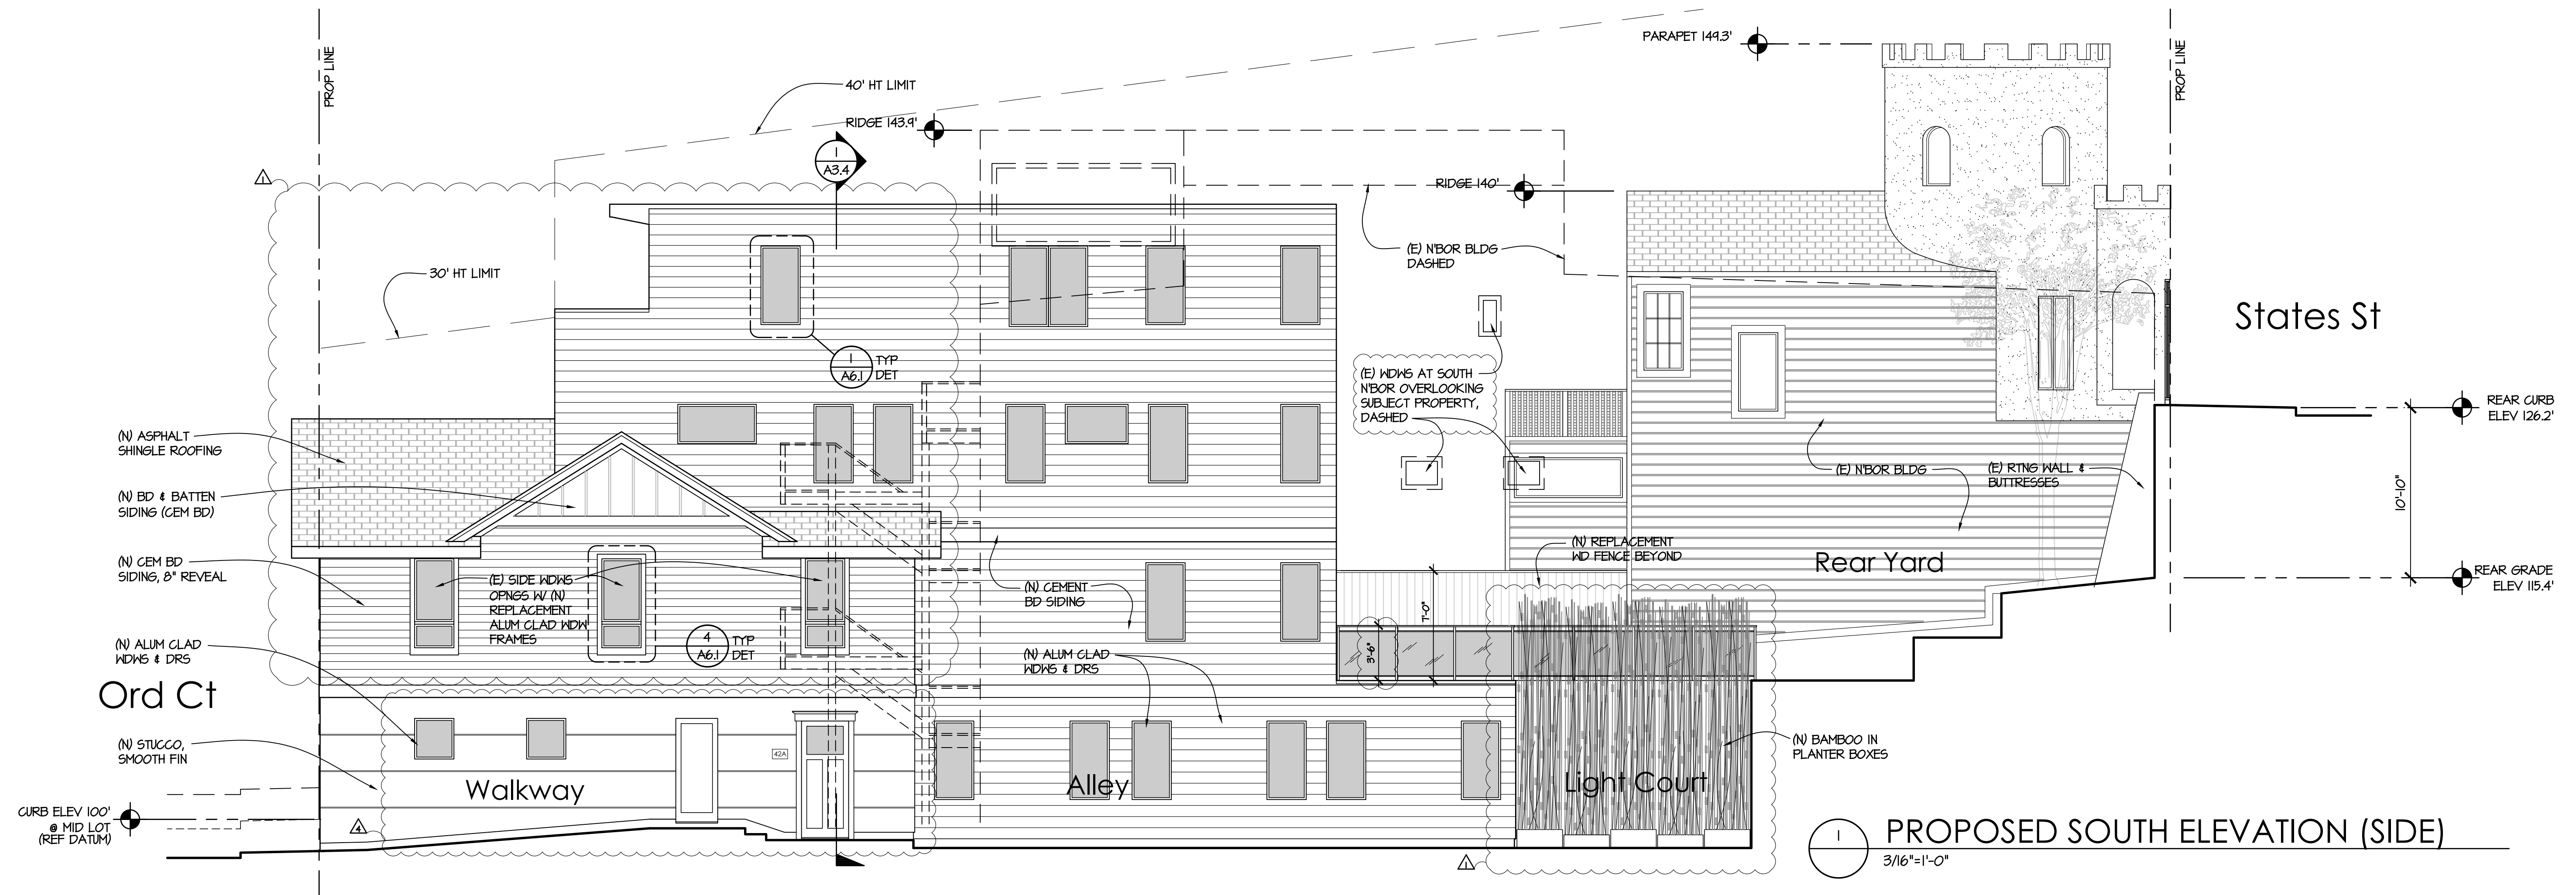 PARAPET 149.3'
PROP LINE
PROP LINE
40' HT LIMIT
RIDGE 143.9'
1
1
A3.4
RIDGE 140'
(E) N'BOR BLDG
DASHED
30' HT LIMIT
States St
1
A6.1
TYP
DET
(E) WDWS AT SOUTH
N'BOR OVERLOOKING
SUBJECT PROPERTY,
DASHED
REAR CURB
ELEV 126.2'
(N) ASPHALT
SHINGLE ROOFING
(E) N'BOR BLDG
(E) RTNG WALL &
BUTTRESSES
10'-10"
(N) BD & BATTEN
SIDING (CEM BD)
(N) REPLACEMENT
WD FENCE BEYOND
Rear Yard
(N) CEM BD
SIDING, 8" REVEAL
(E) SIDE WDWS
OPNGS W/ (N)
REPLACEMENT
ALUM CLAD WDW
FRAMES
(N) CEMENT
BD SIDING
7'-0"
REAR GRADE
ELEV 115.4'
4
A6.1
TYP
DET
3'-6"
(N) ALUM CLAD
WDWS & DRS
(N) ALUM CLAD
WDWS & DRS
Ord Ct
(N) STUCCO,
SMOOTH FIN
42A
(N) BAMBOO IN
PLANTER BOXES
Walkway
Alley
Light Court
CURB ELEV 100'
@ MID LOT
(REF DATUM)
4
1
1
PROPOSED SOUTH ELEVATION (SIDE)
3/16"=1'-0"